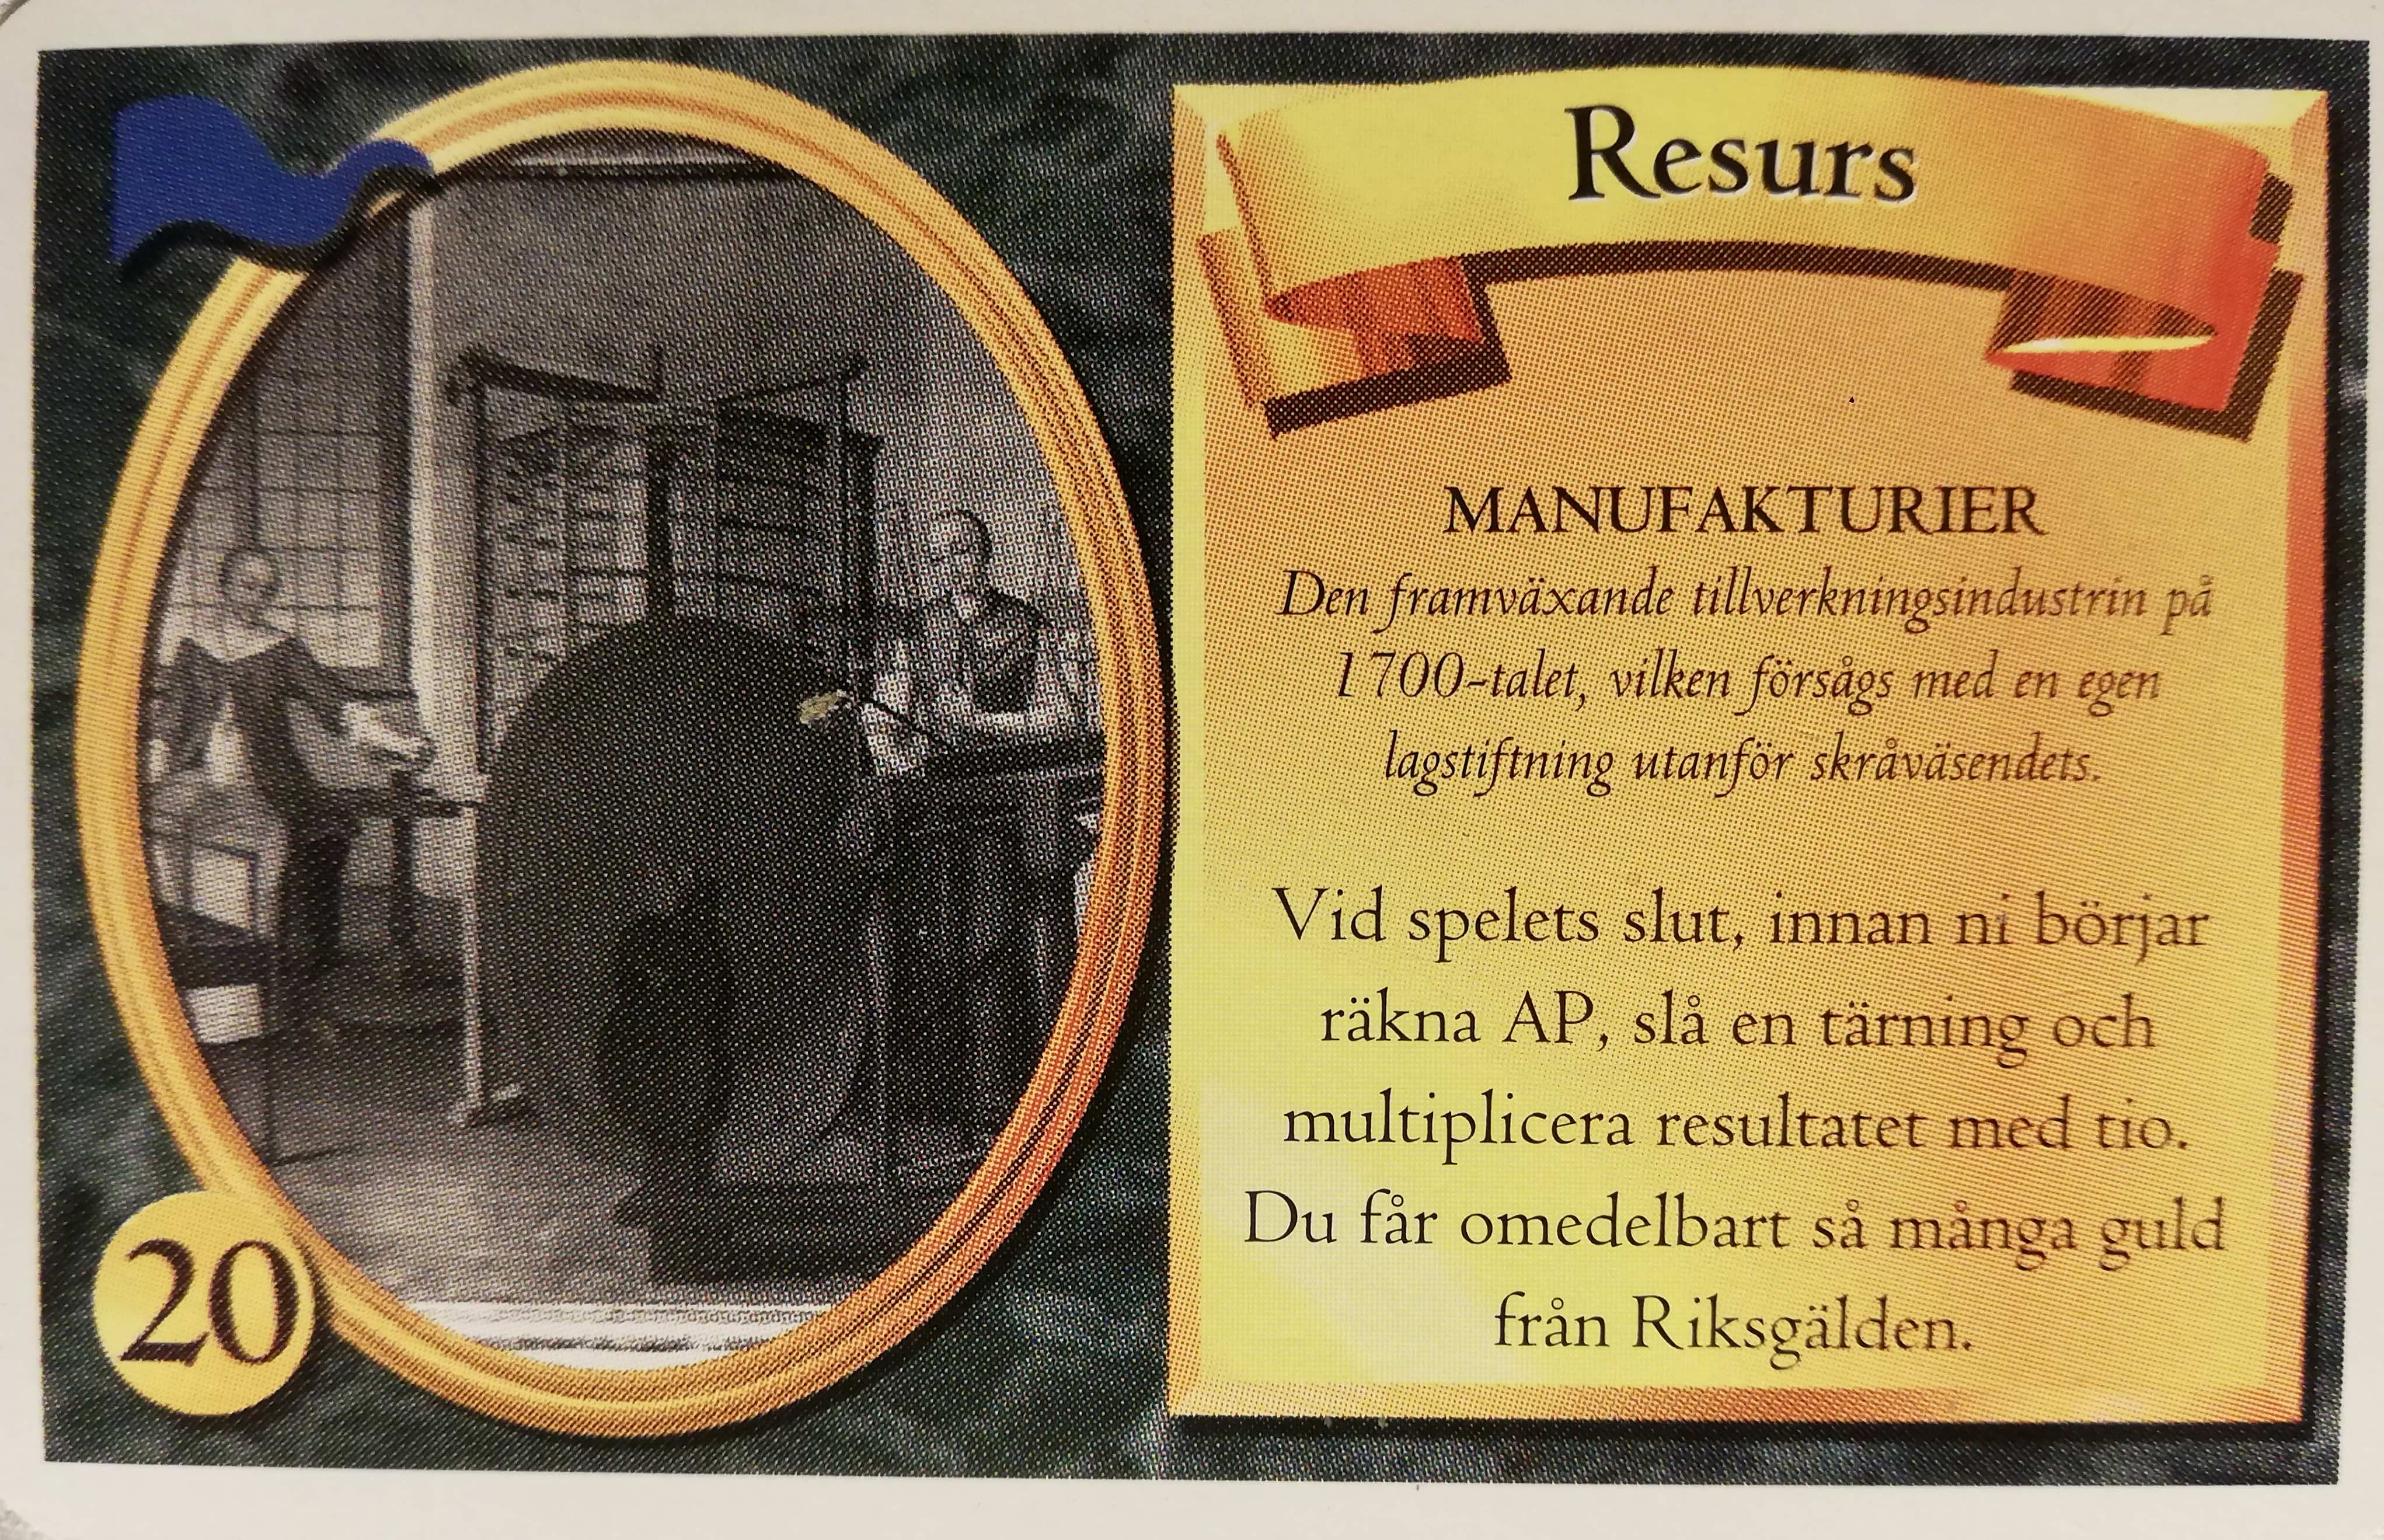 Resurs
MANUFAKTURIER
Den framväxande tillverkningsindustrin på
1700-talet, vilken försågs med en egen
lagstiftning utanför skråväsendets.
Vid spelets slut, innan ni börjar
räkna AP, slå en tärning och
multiplicera resultatet med tio.
Du får omedelbart så många guld
från Riksgälden.
20